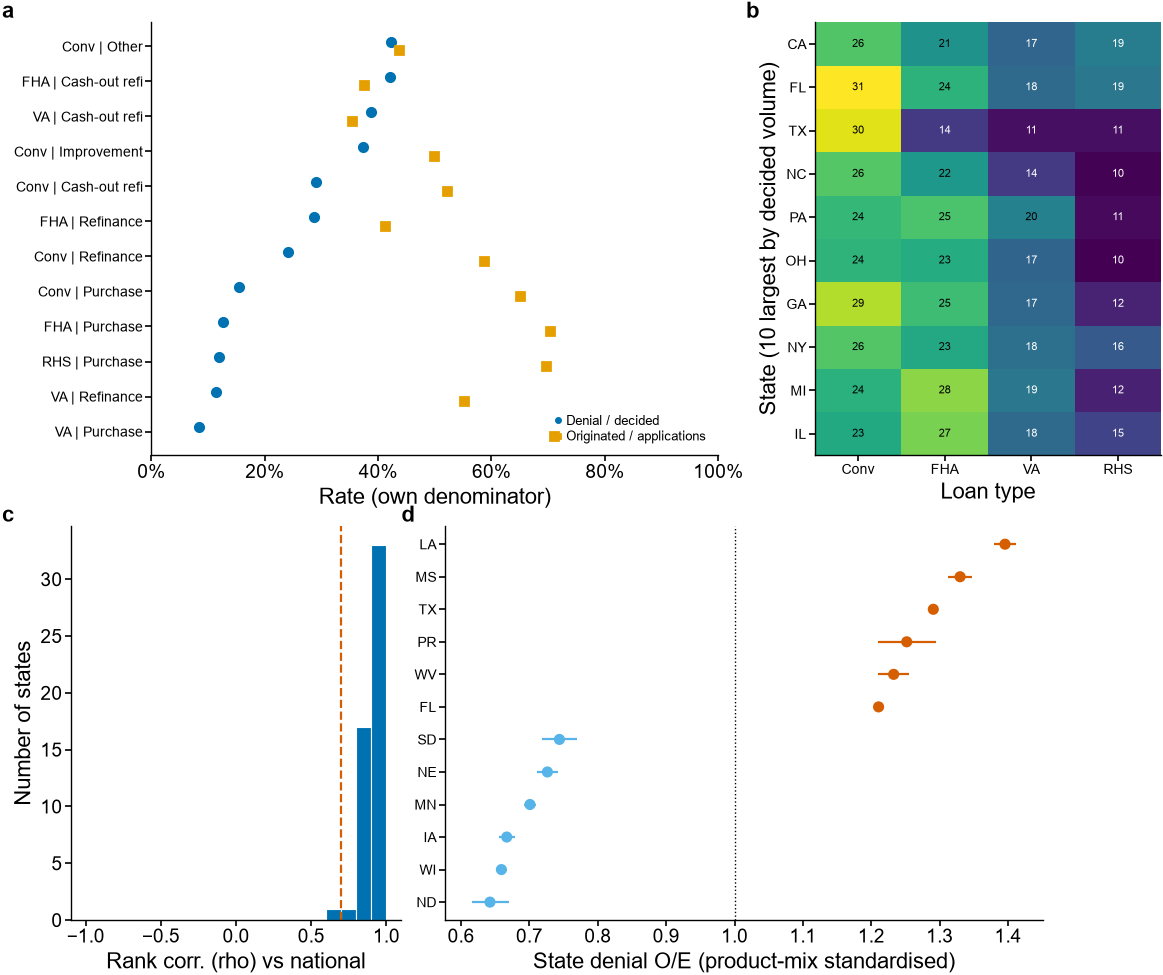 a
Conv | Other
FHA | Cash-out refi
VA | Cash-out refi
Conv | Improvement
Conv | Cash-out refi
FHA | Refinance
Conv | Refinance
Conv | Purchase
FHA | Purchase
RHS | Purchase
VA | Refinance
VA | Purchase
Denial / decided
Originated / applications
0% 20% 40% 60% 80% 100%
Rate (own denominator)
b
State (10 largest by decided volume)
CA 26 21 17 19
FL 31 24 18 19
TX 30 14 11 11
NC 26 22 14 10
PA 24 25 20 11
OH 24 23 17 10
GA 29 25 17 12
NY 26 23 18 16
MI 24 28 19 12
IL 23 27 18 15
Conv FHA VA RHS
Loan type
c
Number of states
30
25
20
15
10
5
0
−1.0 −0.5 0.0 0.5 1.0
Rank corr. (rho) vs national
d
LA
MS
TX
PR
WV
FL
SD
NE
MN
IA
WI
ND
0.6 0.7 0.8 0.9 1.0 1.1 1.2 1.3 1.4
State denial O/E (product-mix standardised)